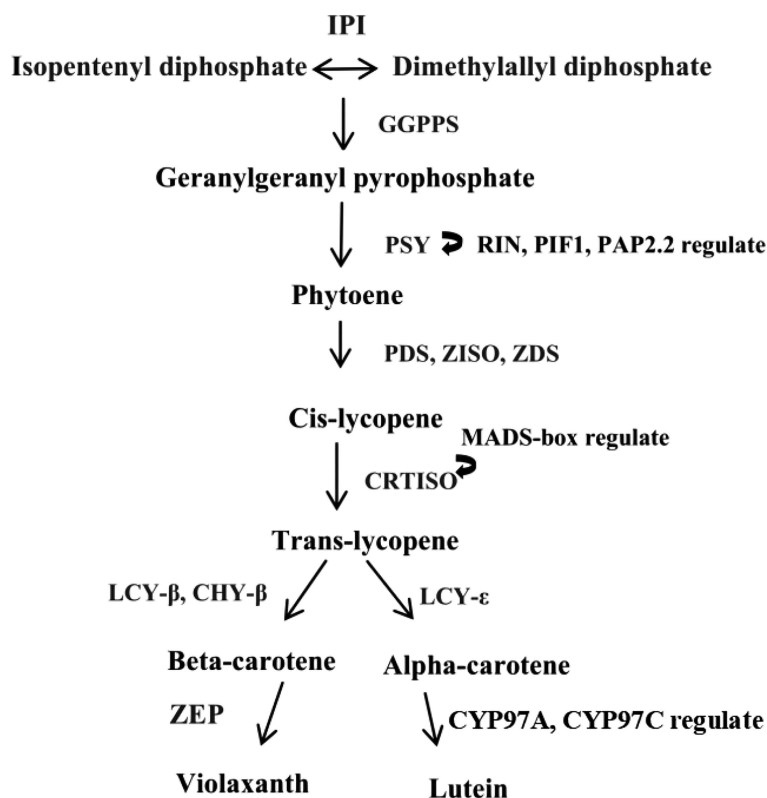 IPI
Isopentenyl diphosphate Dimethylallyl diphosphate
GGPPS
Geranylgeranyl pyrophosphate
PSY RIN, PIF1, PAP2.2 regulate
Phytoene
PDS, ZISO, ZDS
Cis-lycopene
MADS-box regulate
CRTISO
Trans-lycopene
LCY-β, CHY-β LCY-ε
Beta-carotene Alpha-carotene
ZEP CYP97A, CYP97C regulate
Violaxanth Lutein